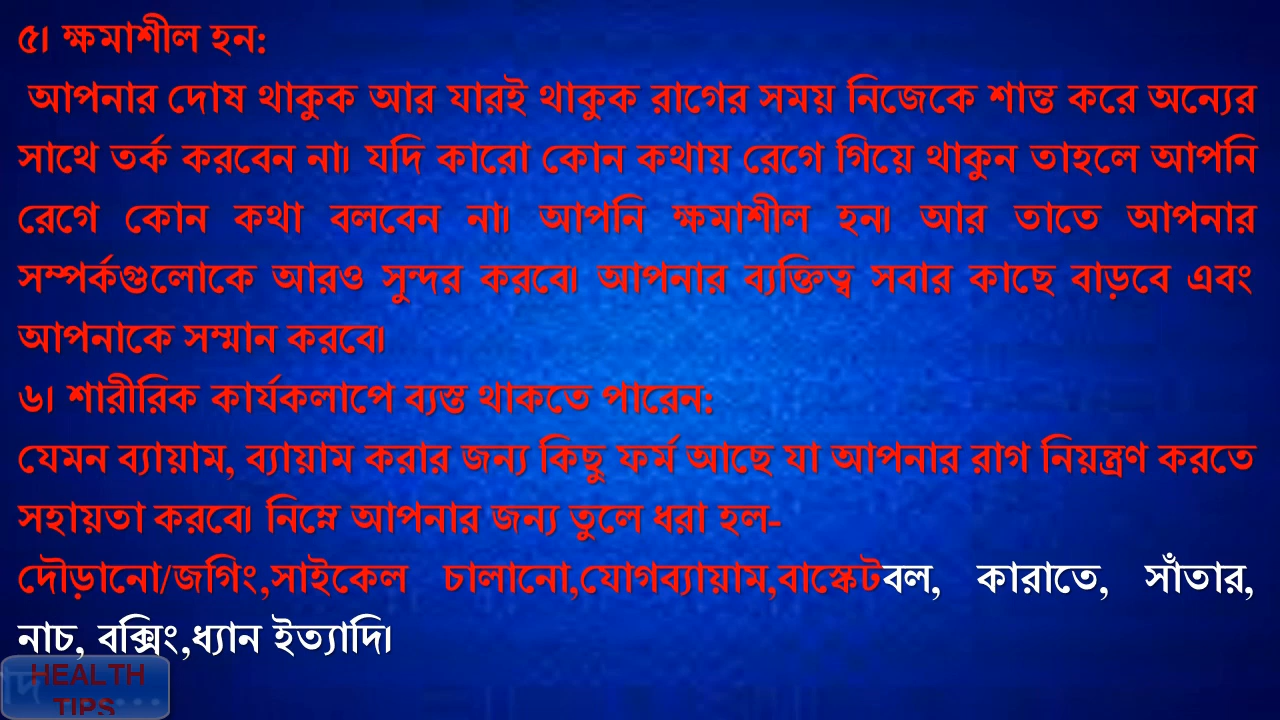 ৫। ক্ষমাশীল হন:
আপনার দোষ থাকুক আর যারই থাকুক রাগের সময় নিজেকে শান্ত করে অন্যের
সাথে তর্ক করবেন না। যদি কারো কোন কথায় রেগে গিয়ে থাকুন তাহলে আপনি
রেগে কোন কথা বলবেন না। আপনি ক্ষমাশীল হন। আর তাতে আপনার
সম্পর্কগুলোকে আরও সুন্দর করবে। আপনার ব্যক্তিত্ব সবার কাছে বাড়বে এবং
আপনাকে সম্মান করবে।
৬। শারীরিক কার্যকলাপে ব্যস্ত থাকতে পারেন:
যেমন ব্যায়াম, ব্যায়াম করার জন্য কিছু ফর্ম আছে যা আপনার রাগ নিয়ন্ত্রণ করতে
সহায়তা করবে। নিম্নে আপনার জন্য তুলে ধরা হল-
দৌড়ানো/জগিং,সাইকেল চালানো,যোগব্যায়াম,বাস্কেটবল, কারাতে, সাঁতার,
নাচ, বক্সিং,ধ্যান ইত্যাদি।
HEALTH
TIPS